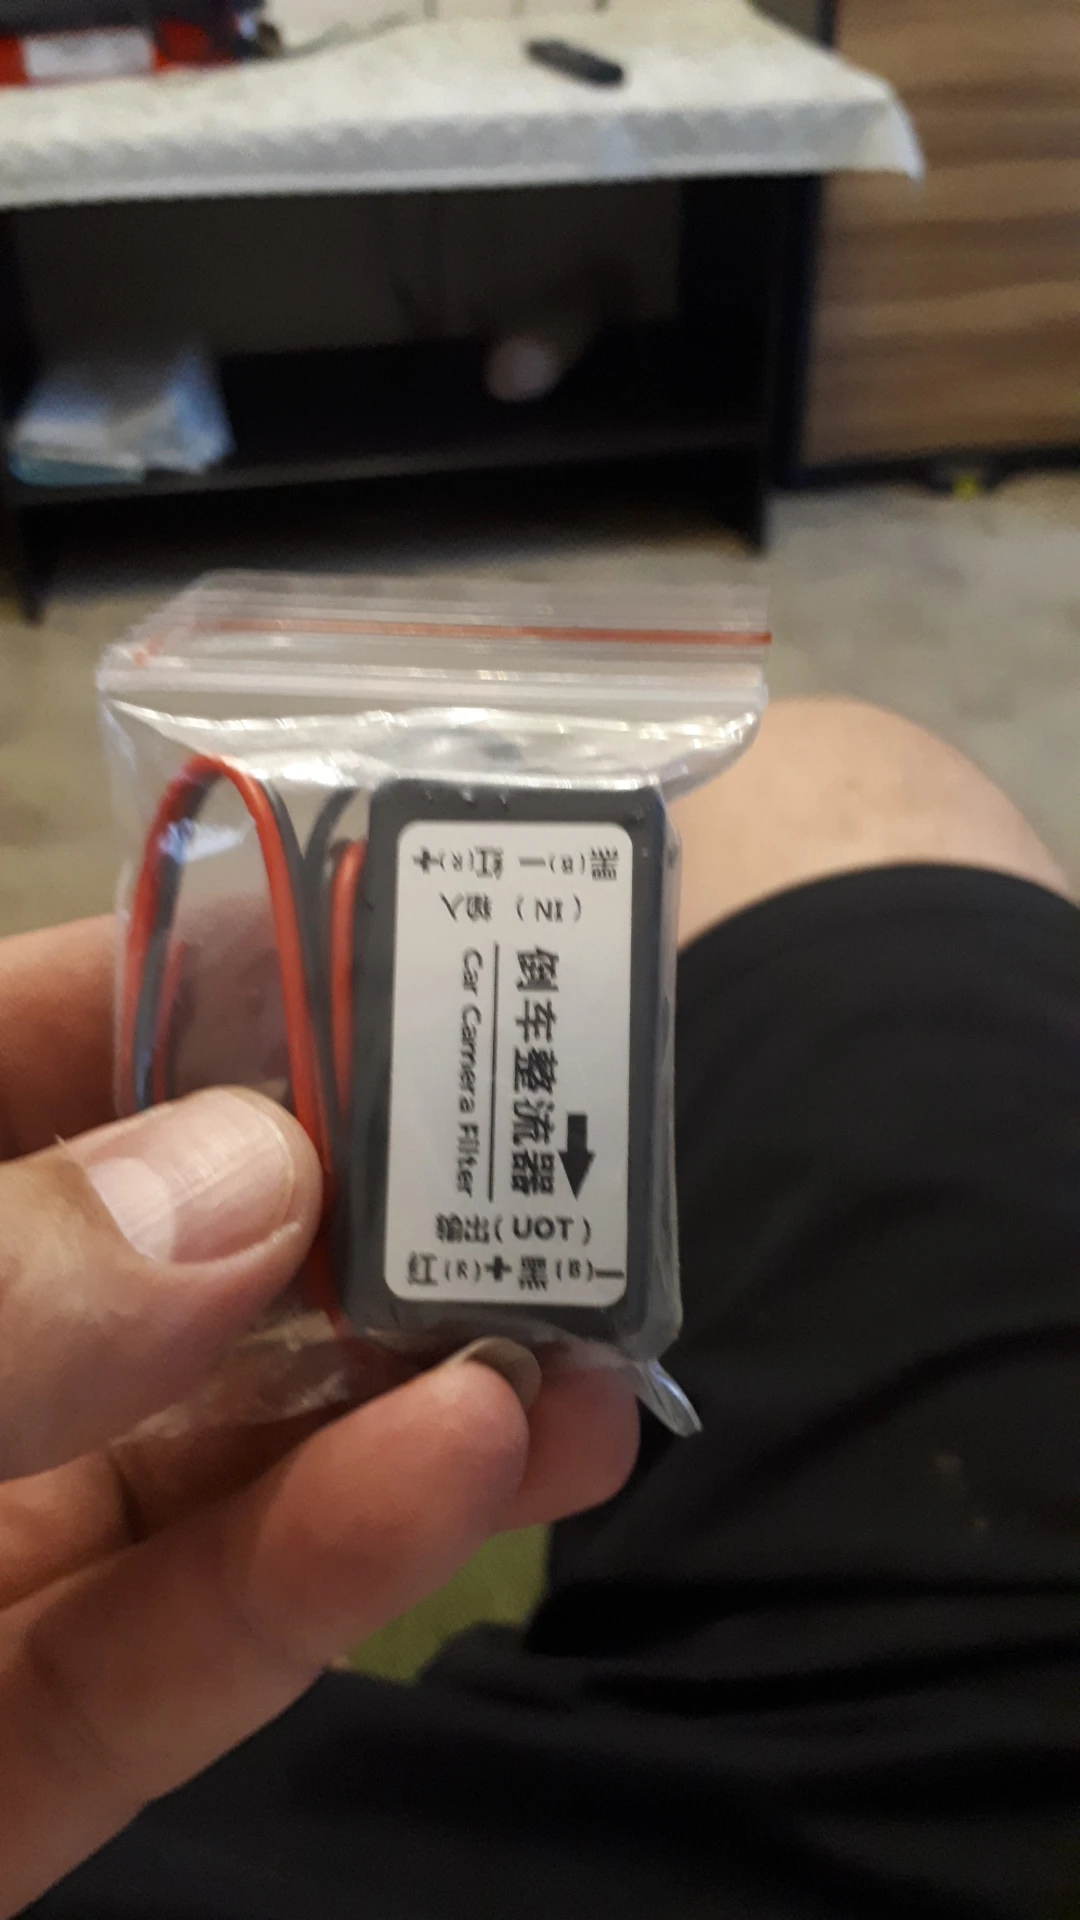 黑(B)— 红(R)+
(IN)输入
倒车整流器
Car Camera Filter
输出(UOT)
红(R)+ 黑(B)—